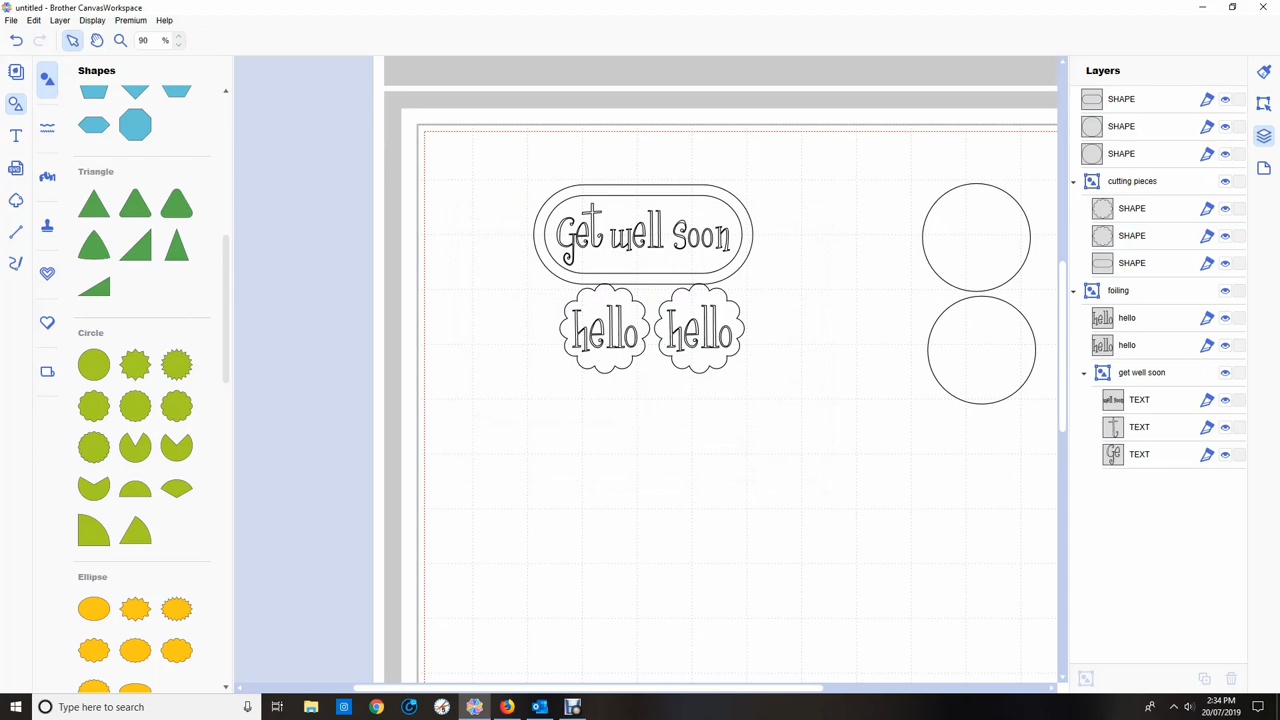 untitled - Brother CanvasWorkspace
File Edit Layer Display Premium Help
90 %
Shapes
Triangle
Circle
Ellipse
Get well Soon
hello hello
Layers
SHAPE
SHAPE
SHAPE
cutting pieces
SHAPE
SHAPE
SHAPE
foiling
hello
hello
get well soon
TEXT
TEXT
TEXT
Type here to search
2:34 PM
20/07/2019